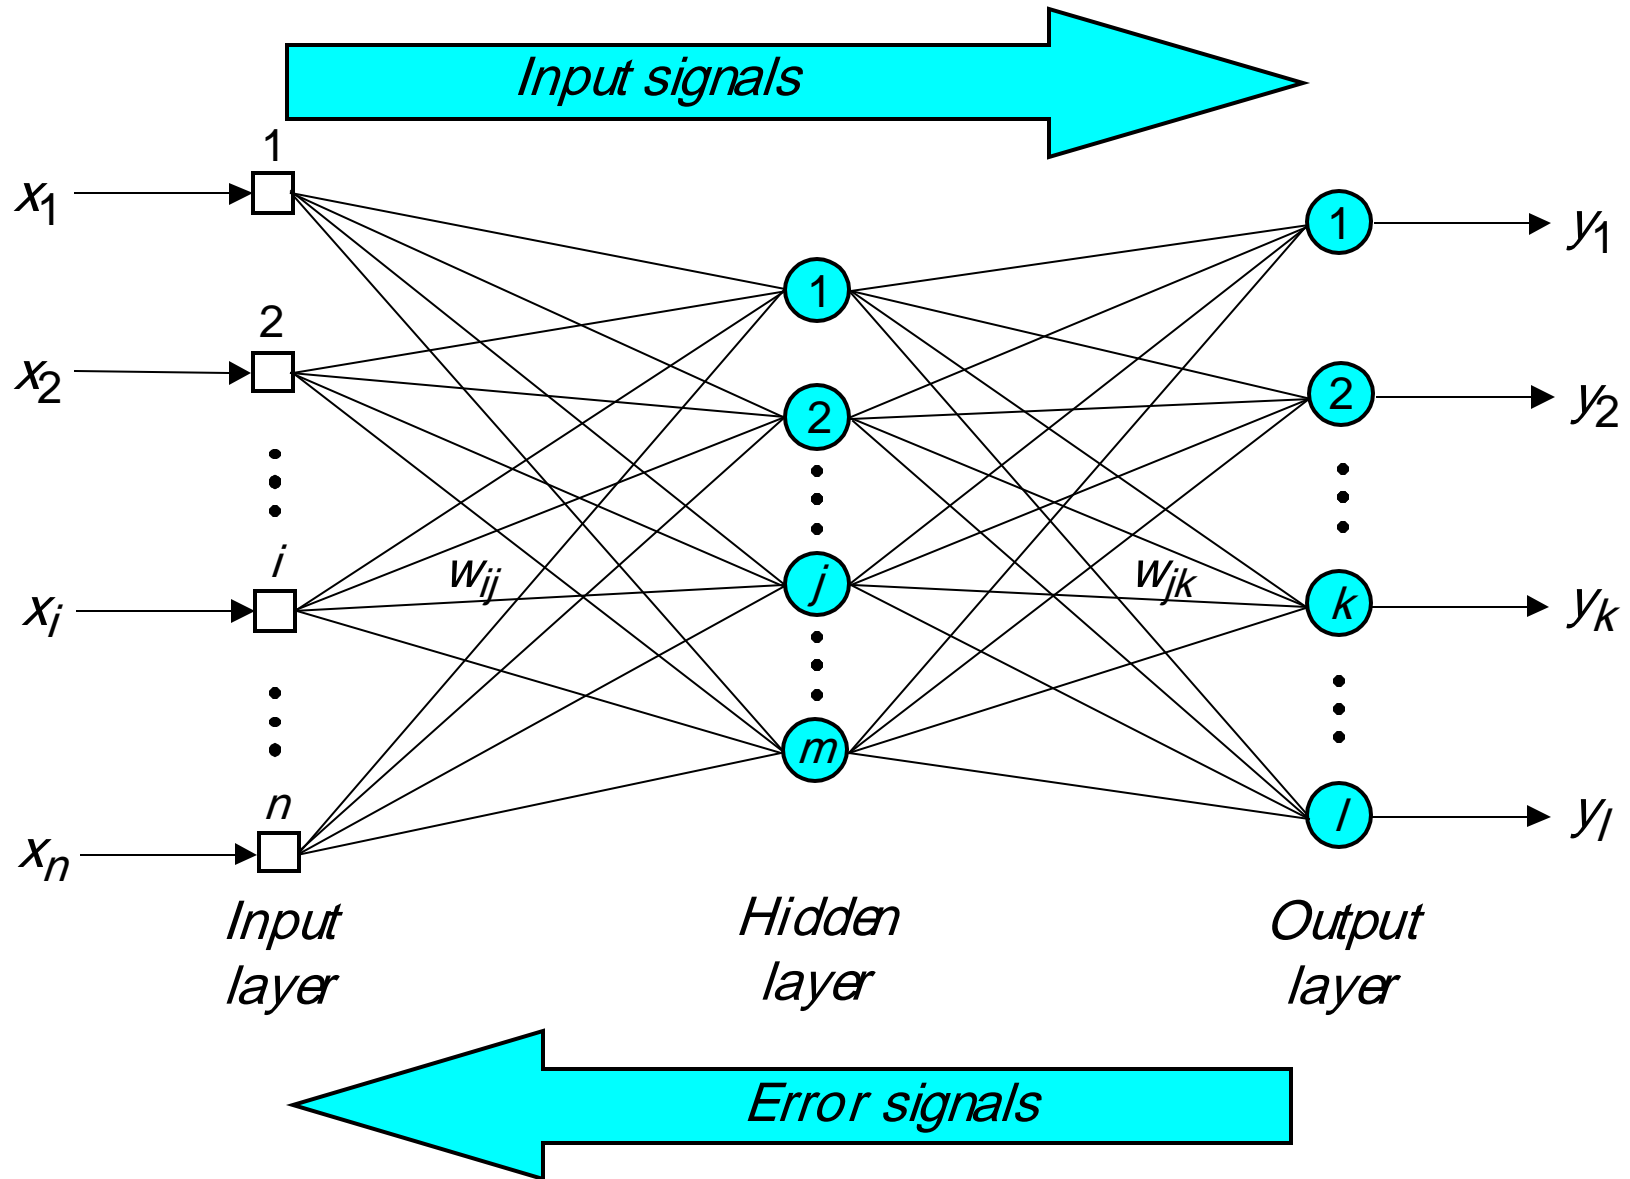 Input signals
1
x1
1
y1
1
2
x2
2
2
y2
i
xi
wij
j
wjk
k
yk
m
n
xn
l
yl
Input
layer
Hidden
layer
Output
layer
Error signals